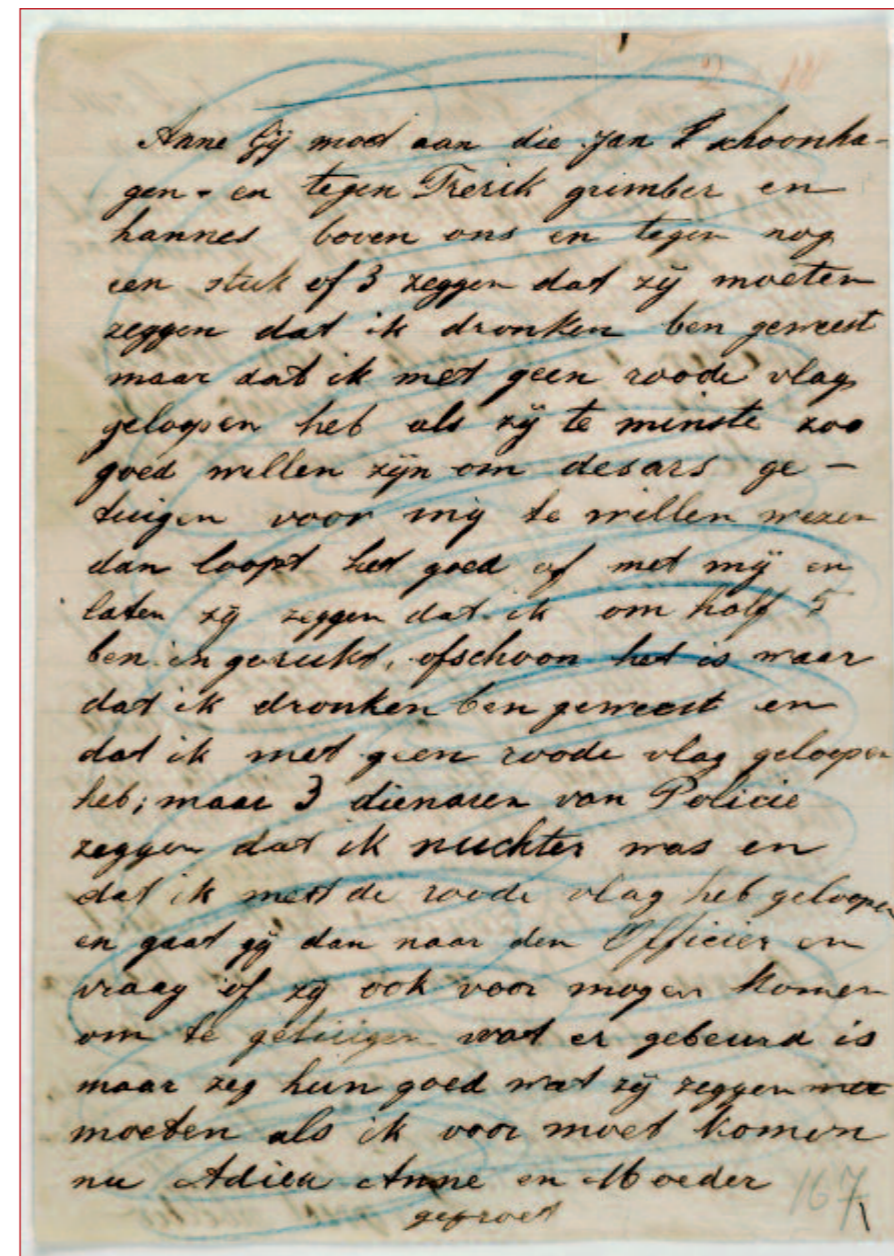 2 18
Anne Gij moet aan die Jan schoonha-
gen - en tegen Frerik grimber en
hannes boven ons en tegen nog
een stuk of 3 zeggen dat zij moeten
zeggen dat ik dronken ben geweest
maar dat ik met geen roode vlag
geloopen heb als zij te minste zoo
goed willen zijn om desars ge-
tuigen voor mij te willen wezen
dan loopt het goed af met mij en
laten zij zeggen dat ik om half 5
ben in gerukt, ofschoon het is waar
dat ik dronken ben geweest en
dat ik met geen roode vlag geloopen
heb; maar 3 dienaren van Policie
zeggen dat ik nuchter was en
dat ik met de roode vlag heb geloopen
en gaat gij dan naar den Officier en
vraag of zij ook voor mogen komen
om te getuigen wat er gebeurd is
maar zeg hun goed wat zij zeggen
moeten als ik voor moet komen
nu Adieu Anne en Moeder
gegroet
167